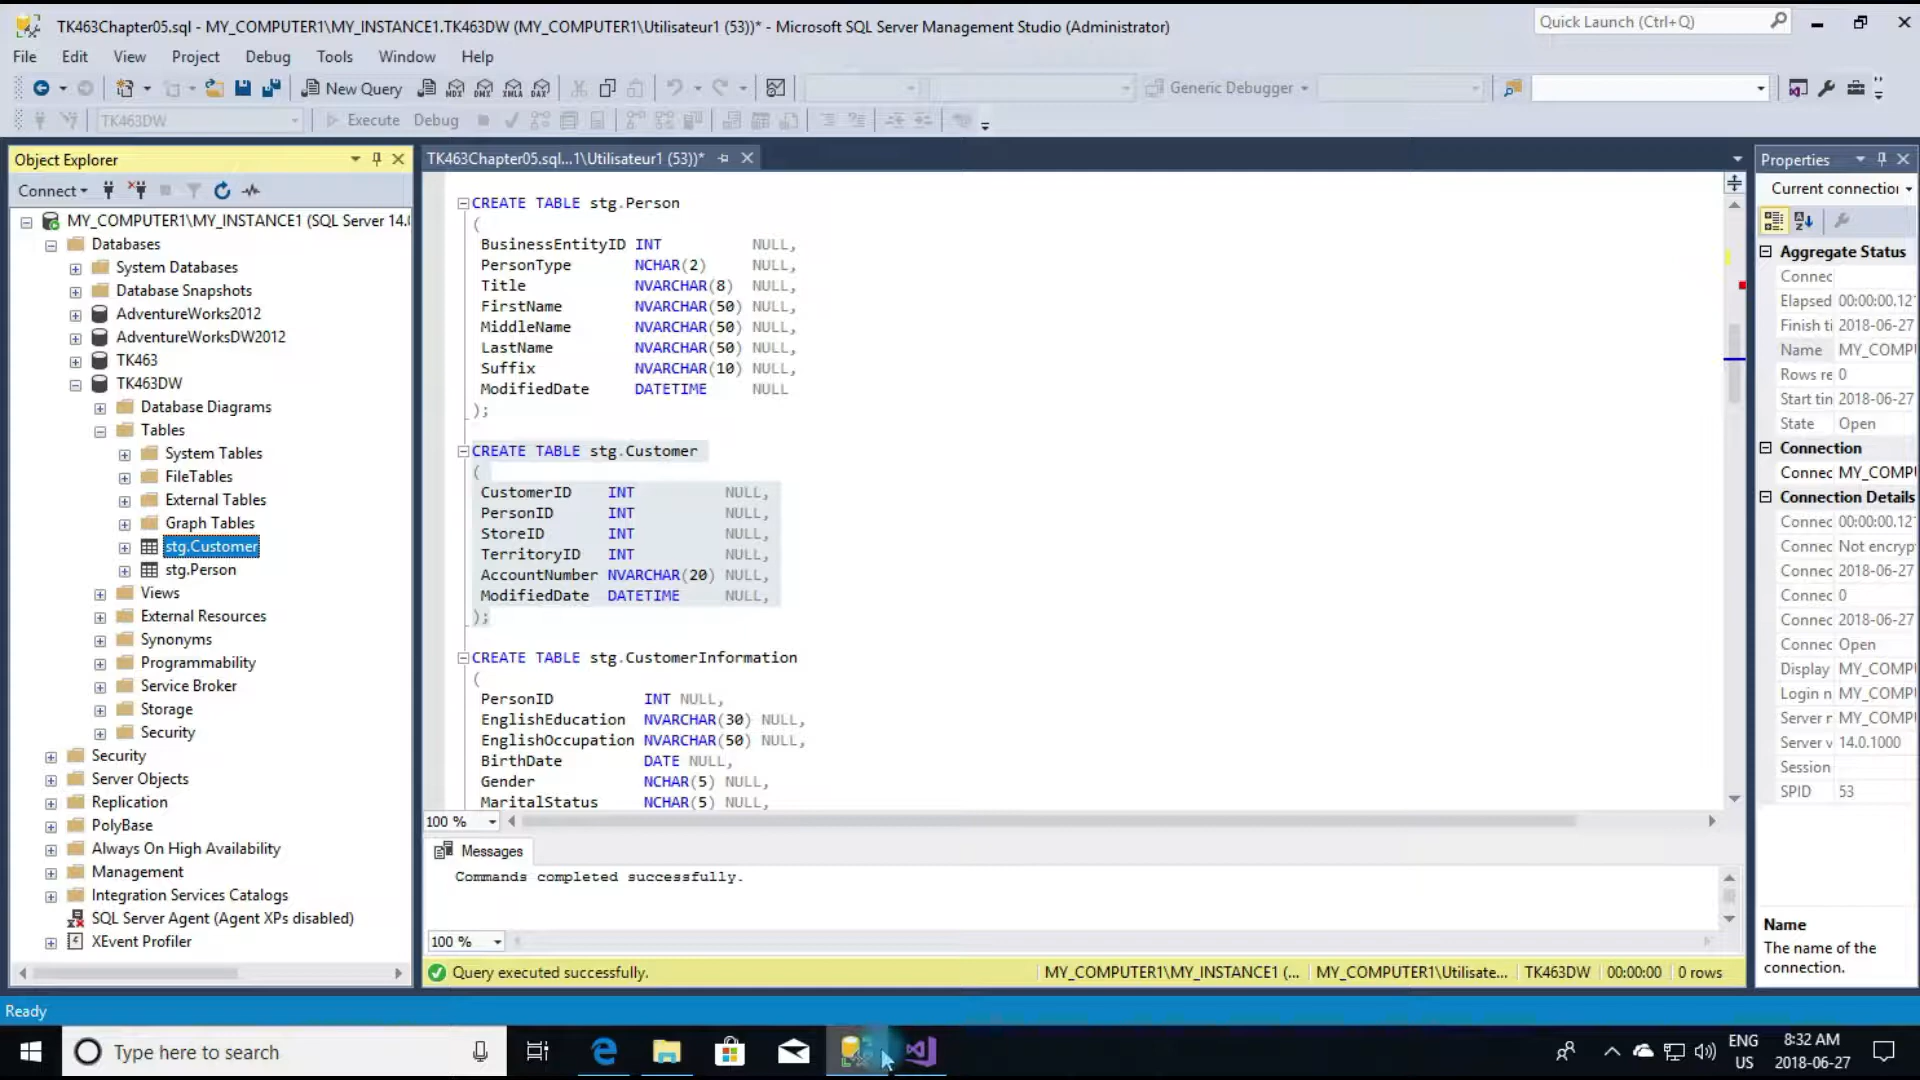 TK463Chapter05.sql - MY_COMPUTER1\MY_INSTANCE1.TK463DW (MY_COMPUTER1\Utilisateur1 (53))* - Microsoft SQL Server Management Studio (Administrator)
Quick Launch (Ctrl+Q)
File Edit View Project Debug Tools Window Help
New Query
MDX DMX XMLA DAX
Generic Debugger
TK463DW
Execute Debug
Object Explorer
Connect
MY_COMPUTER1\MY_INSTANCE1 (SQL Server 14.0
Databases
System Databases
Database Snapshots
AdventureWorks2012
AdventureWorksDW2012
TK463
TK463DW
Database Diagrams
Tables
System Tables
FileTables
External Tables
Graph Tables
stg.Customer
stg.Person
Views
External Resources
Synonyms
Programmability
Service Broker
Storage
Security
Security
Server Objects
Replication
PolyBase
Always On High Availability
Management
Integration Services Catalogs
SQL Server Agent (Agent XPs disabled)
XEvent Profiler
TK463Chapter05.sql...1\Utilisateur1 (53))*
CREATE TABLE stg.Person
(
BusinessEntityID INT NULL,
PersonType NCHAR(2) NULL,
Title NVARCHAR(8) NULL,
FirstName NVARCHAR(50) NULL,
MiddleName NVARCHAR(50) NULL,
LastName NVARCHAR(50) NULL,
Suffix NVARCHAR(10) NULL,
ModifiedDate DATETIME NULL
);
CREATE TABLE stg.Customer
(
CustomerID INT NULL,
PersonID INT NULL,
StoreID INT NULL,
TerritoryID INT NULL,
AccountNumber NVARCHAR(20) NULL,
ModifiedDate DATETIME NULL,
);
CREATE TABLE stg.CustomerInformation
(
PersonID INT NULL,
EnglishEducation NVARCHAR(30) NULL,
EnglishOccupation NVARCHAR(50) NULL,
BirthDate DATE NULL,
Gender NCHAR(5) NULL,
MaritalStatus NCHAR(5) NULL,
100 %
Messages
Commands completed successfully.
100 %
Query executed successfully.
MY_COMPUTER1\MY_INSTANCE1 (...
MY_COMPUTER1\Utilisate...
TK463DW
00:00:00
0 rows
Properties
Current connection
Aggregate Status
Connec
Elapsed 00:00:00.12
Finish ti 2018-06-27
Name MY_COMP
Rows re 0
Start tin 2018-06-27
State Open
Connection
Connec MY_COMP
Connection Details
Connec 00:00:00.12
Connec Not encryp
Connec 2018-06-27
Connec 0
Connec 2018-06-27
Connec Open
Display MY_COMP
Login n MY_COMP
Server n MY_COMP
Server v 14.0.1000
Session
SPID 53
Name
The name of the
connection.
Ready
Type here to search
ENG
US
8:32 AM
2018-06-27